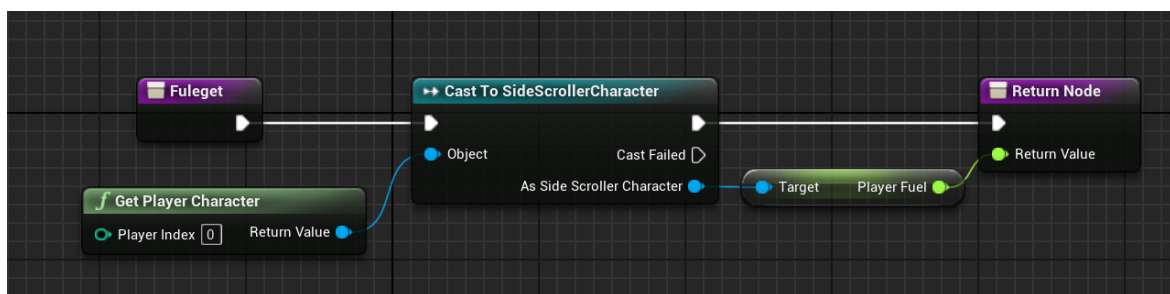 Fuleget
Cast To SideScrollerCharacter
Return Node
Object
Cast Failed
Return Value
As Side Scroller Character
Target
Player Fuel
f Get Player Character
Player Index 0
Return Value